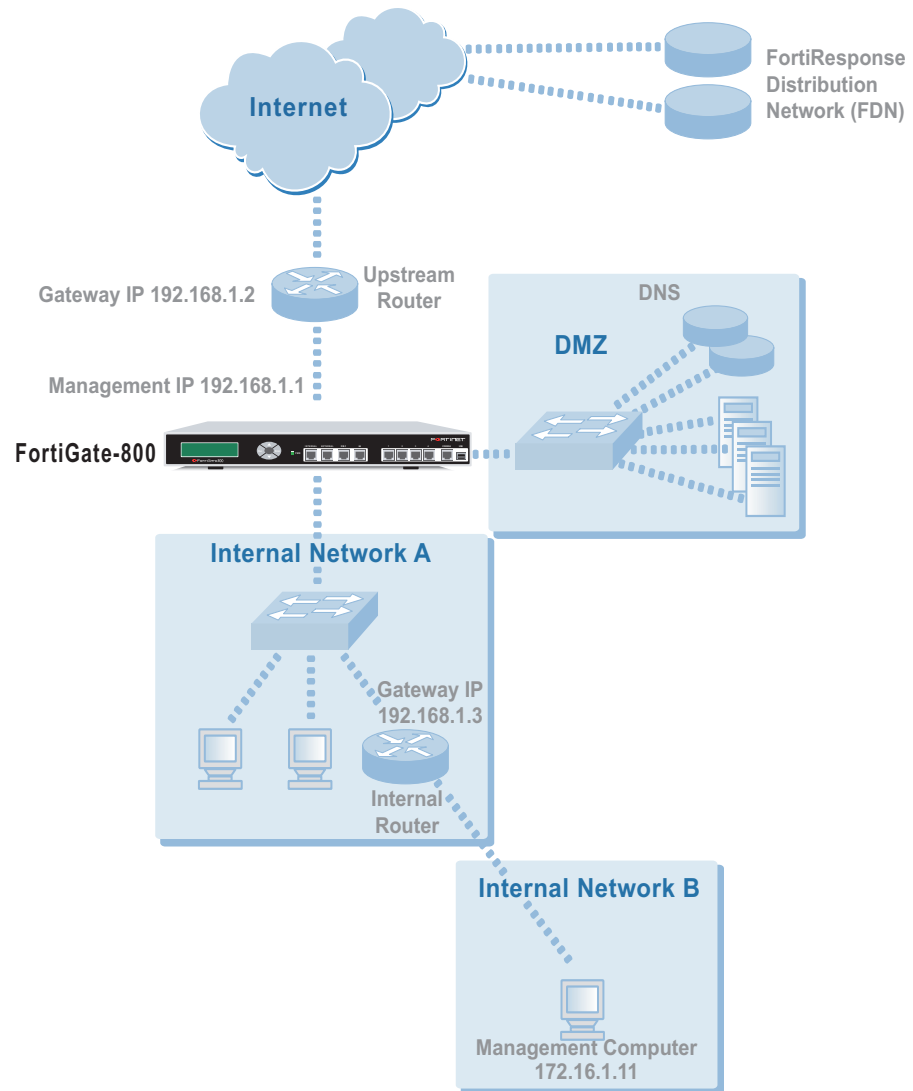 Internet
FortiResponse
Distribution
Network (FDN)
Gateway IP 192.168.1.2
Upstream
Router
DNS
DMZ
Management IP 192.168.1.1
FortiGate-800
FORTINET
Internal Network A
Gateway IP
192.168.1.3
Internal
Router
Internal Network B
Management Computer
172.16.1.11